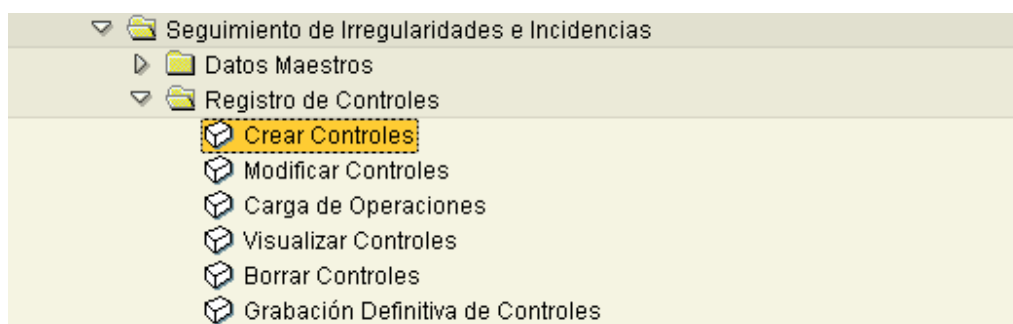 Seguimiento de Irregularidades e Incidencias
Datos Maestros
Registro de Controles
Crear Controles
Modificar Controles
Carga de Operaciones
Visualizar Controles
Borrar Controles
Grabación Definitiva de Controles